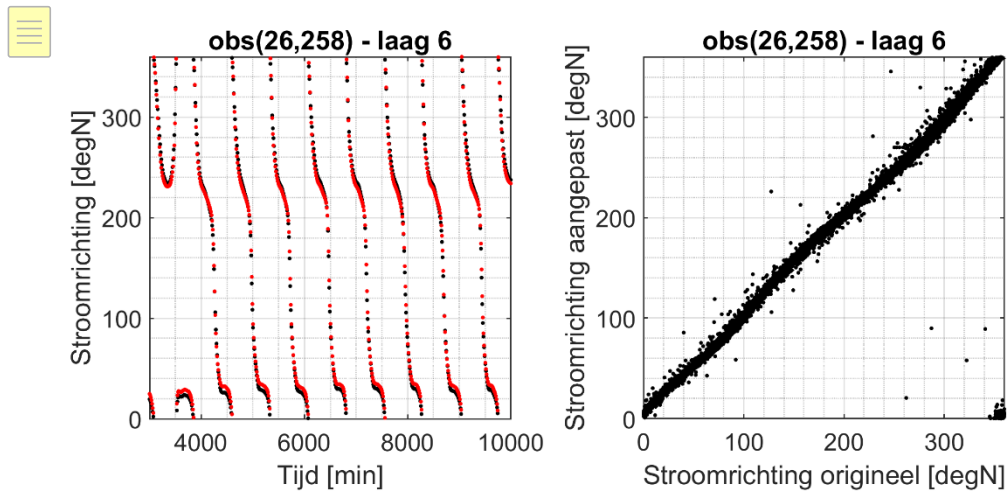 obs(26,258) - laag 6
Stroomrichting [degN]
300
200
100
0
4000 6000 8000 10000
Tijd [min]
obs(26,258) - laag 6
Stroomrichting aangepast [degN]
300
200
100
0
0 100 200 300
Stroomrichting origineel [degN]